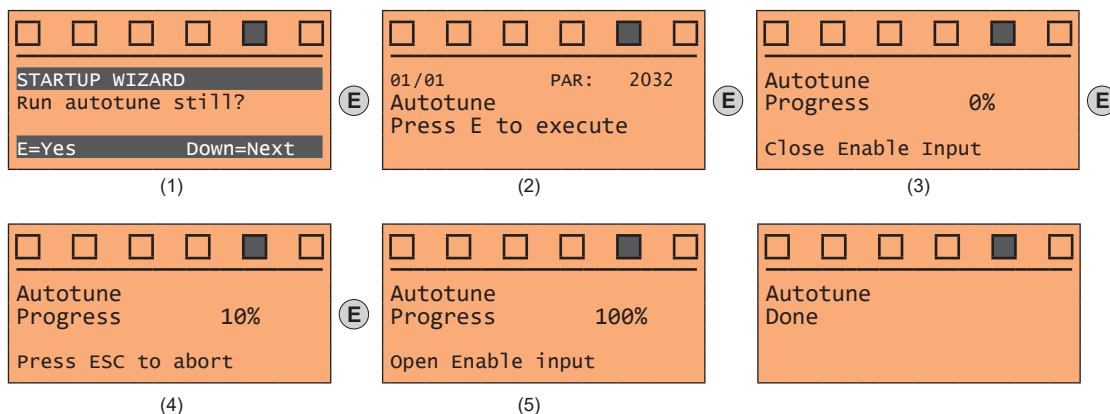 STARTUP WIZARD
Run autotune still?
E=Yes Down=Next
E
(1)
01/01 PAR: 2032
Autotune
Press E to execute
E
(2)
Autotune
Progress 0%
Close Enable Input
E
(3)
Autotune
Progress 10%
Press ESC to abort
E
(4)
Autotune
Progress 100%
Open Enable input
(5)
Autotune
Done